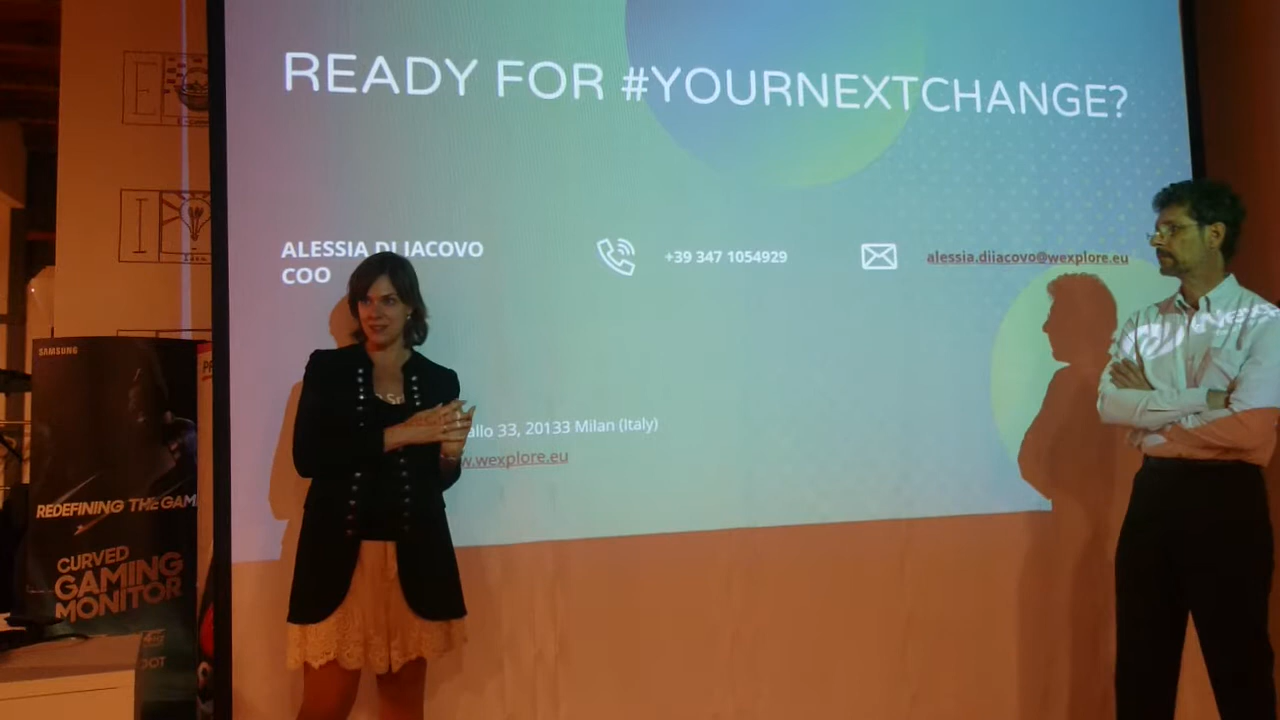 READY FOR #YOURNEXTCHANGE?
ALESSIA DI IACOVO
COO
+39 347 1054929
alessia.diiacovo@wexplore.eu
33, 20133 Milan (Italy)
w.wexplore.eu
E
I
SAMSUNG
REDEFINING THE GAM
CURVED
GAMING
MONITOR